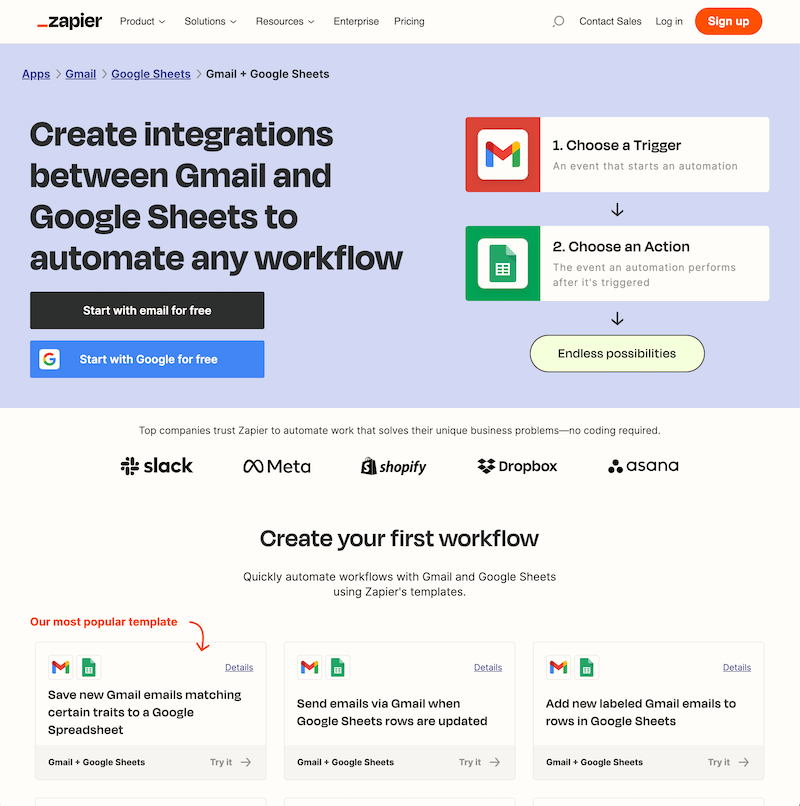 zapier Product Solutions Resources Enterprise Pricing Contact Sales Log in Sign up
Apps > Gmail > Google Sheets > Gmail + Google Sheets
Create integrations
between Gmail and
Google Sheets to
automate any workflow
Start with email for free
Start with Google for free
1. Choose a Trigger
An event that starts an automation
2. Choose an Action
The event an automation performs
after it's triggered
Endless possibilities
Top companies trust Zapier to automate work that solves their unique business problems—no coding required.
slack Meta shopify Dropbox asana
Create your first workflow
Quickly automate workflows with Gmail and Google Sheets
using Zapier's templates.
Our most popular template
Details
Save new Gmail emails matching
certain traits to a Google
Spreadsheet
Gmail + Google Sheets Try it
Details
Send emails via Gmail when
Google Sheets rows are updated
Gmail + Google Sheets Try it
Details
Add new labeled Gmail emails to
rows in Google Sheets
Gmail + Google Sheets Try it